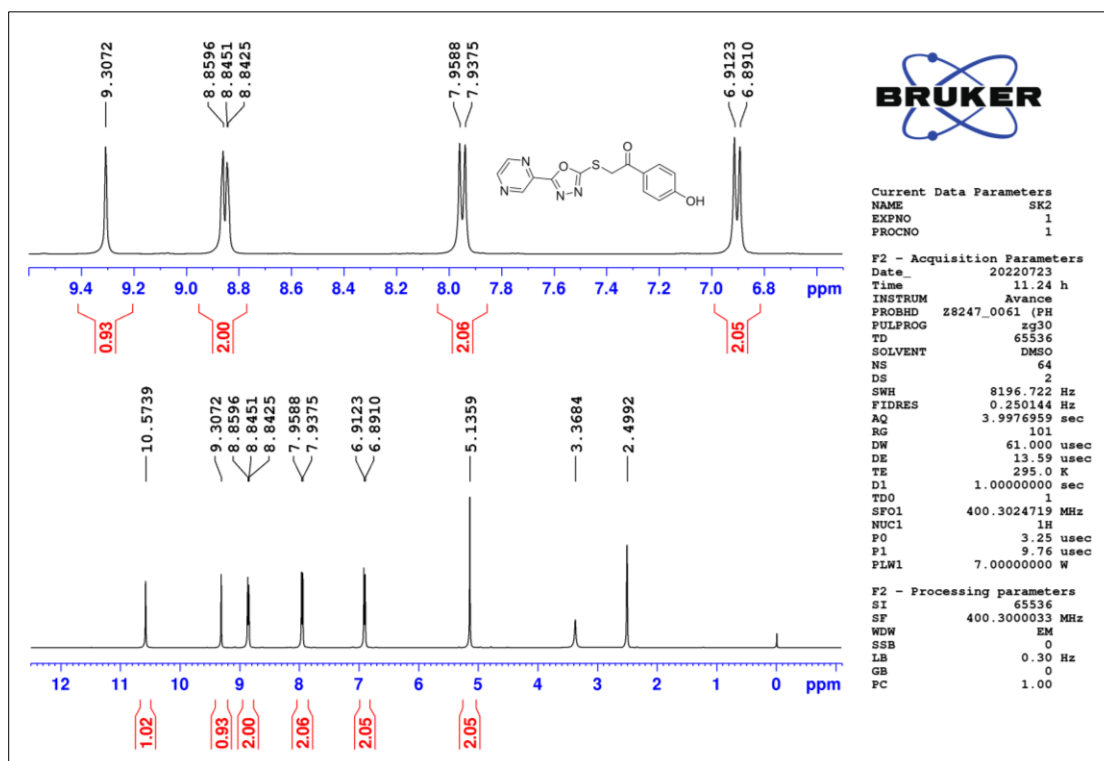 9.3072
8.8596
8.8451
8.8425
7.9588
7.9375
6.9123
6.8910
BRUKER
N
N
O
N
N
S
O
OH
9.4 9.2 9.0 8.8 8.6 8.4 8.2 8.0 7.8 7.6 7.4 7.2 7.0 6.8 ppm
0.93 2.00 2.06 2.05
10.5739
9.3072
8.8596
8.8451
8.8425
7.9588
7.9375
6.9123
6.8910
5.1359
3.3684
2.4992
12 11 10 9 8 7 6 5 4 3 2 1 0 ppm
1.02 0.93 2.00 2.06 2.05 2.05
Current Data Parameters
NAME SK2
EXPNO 1
PROCNO 1
F2 - Acquisition Parameters
Date_ 20220723
Time 11.24 h
INSTRUM Avance
PROBHD Z8247_0061 (PH
PULPROG zg30
TD 65536
SOLVENT DMSO
NS 64
DS 2
SWH 8196.722 Hz
FIDRES 0.250144 Hz
AQ 3.9976959 sec
RG 101
DW 61.000 usec
DE 13.59 usec
TE 295.0 K
D1 1.00000000 sec
TD0 1
SFO1 400.3024719 MHz
NUC1 1H
P0 3.25 usec
P1 9.76 usec
PLW1 7.00000000 W
F2 - Processing parameters
SI 65536
SF 400.3000033 MHz
WDW EM
SSB 0
LB 0.30 Hz
GB 0
PC 1.00